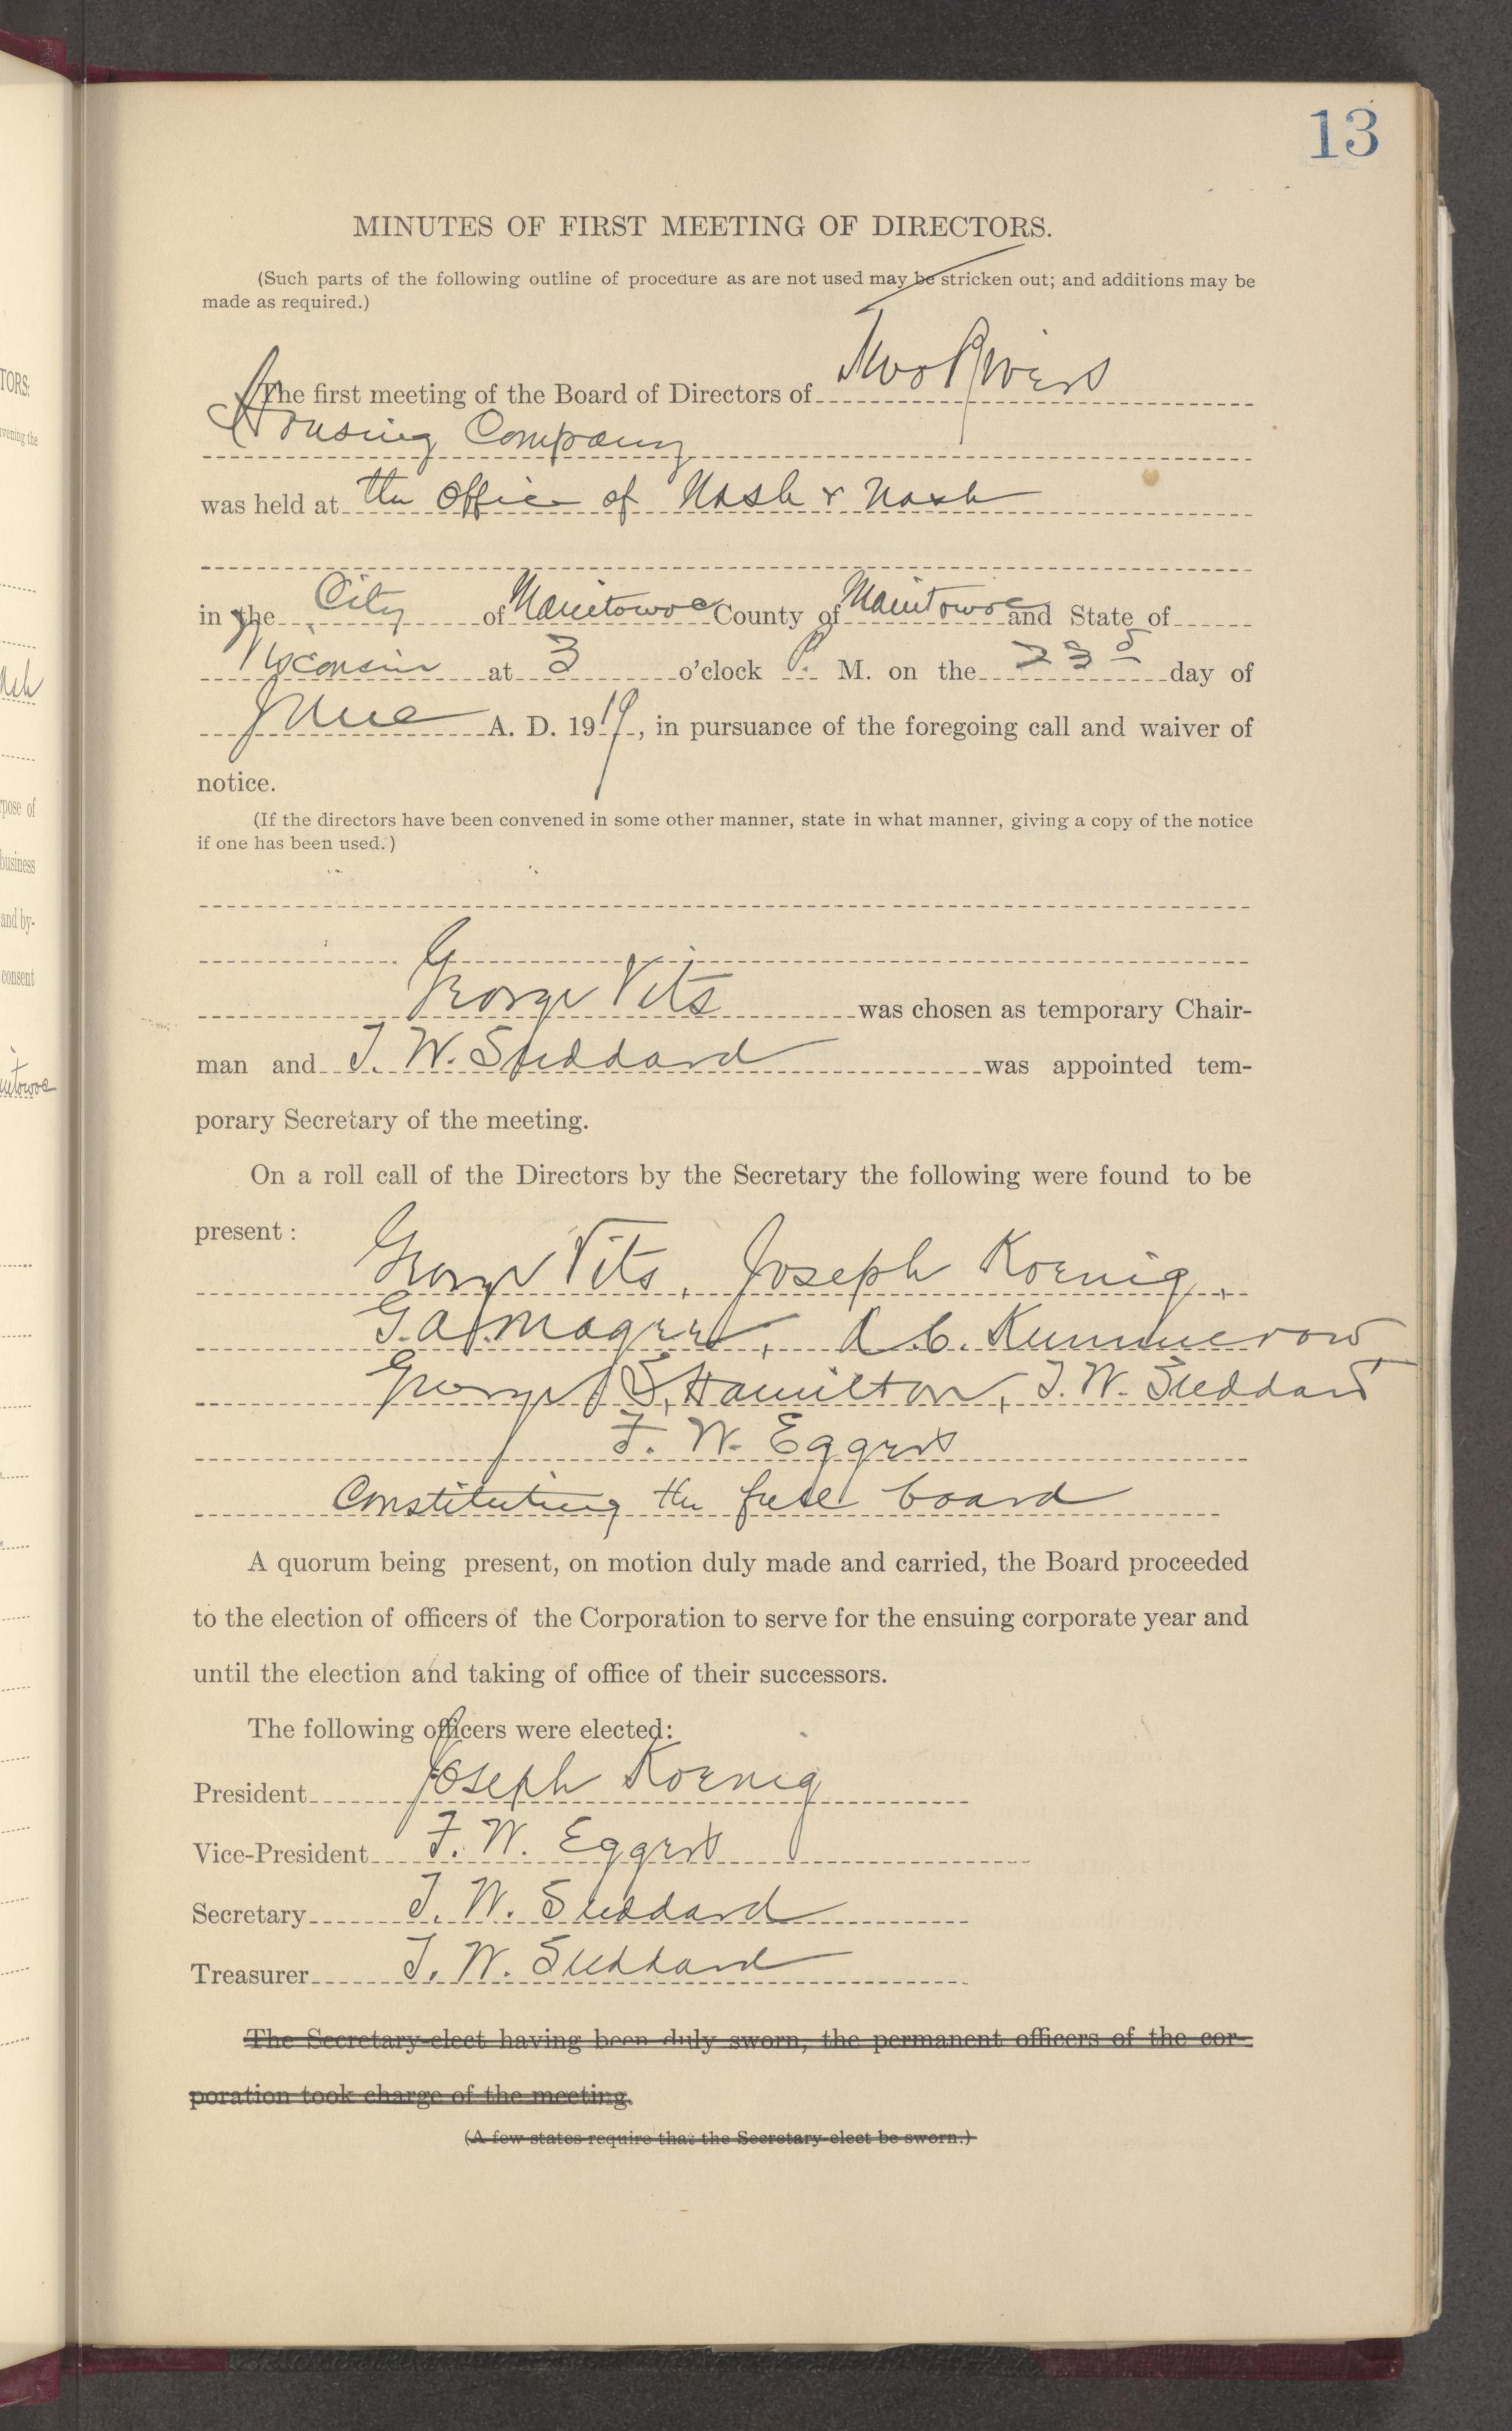 13
MINUTES OF FIRST MEETING OF DIRECTORS.
(Such parts of the following outline of procedure as are not used may be stricken out; and additions may be
made as required.)
The first meeting of the Board of Directors of Two Rivers
Housing Company
was held at the office of Nash & Nash
in the City of Manitowoc County of Manitowoc and State of
Wisconsin at 3 o'clock P. M. on the 23d day of
June A. D. 1919, in pursuance of the foregoing call and waiver of
notice.
(If the directors have been convened in some other manner, state in what manner, giving a copy of the notice
if one has been used.)
George Vits was chosen as temporary Chair-
man and T. W. Suddard was appointed tem-
porary Secretary of the meeting.
On a roll call of the Directors by the Secretary the following were found to be
present :
George Vits, Joseph Koenig,
G. A. Magee, A. C. Kummerow
George S. Hamilton, T. W. Suddard
F. W. Eggers
Constituting the full board
A quorum being present, on motion duly made and carried, the Board proceeded
to the election of officers of the Corporation to serve for the ensuing corporate year and
until the election and taking of office of their successors.
The following officers were elected:
President Joseph Koenig
Vice-President F. W. Eggers
Secretary T. W. Suddard
Treasurer T. W. Suddard
The Secretary-elect having been duly sworn, the permanent officers of the cor-
poration took charge of the meeting.
(A few states require that the Secretary-elect be sworn.)